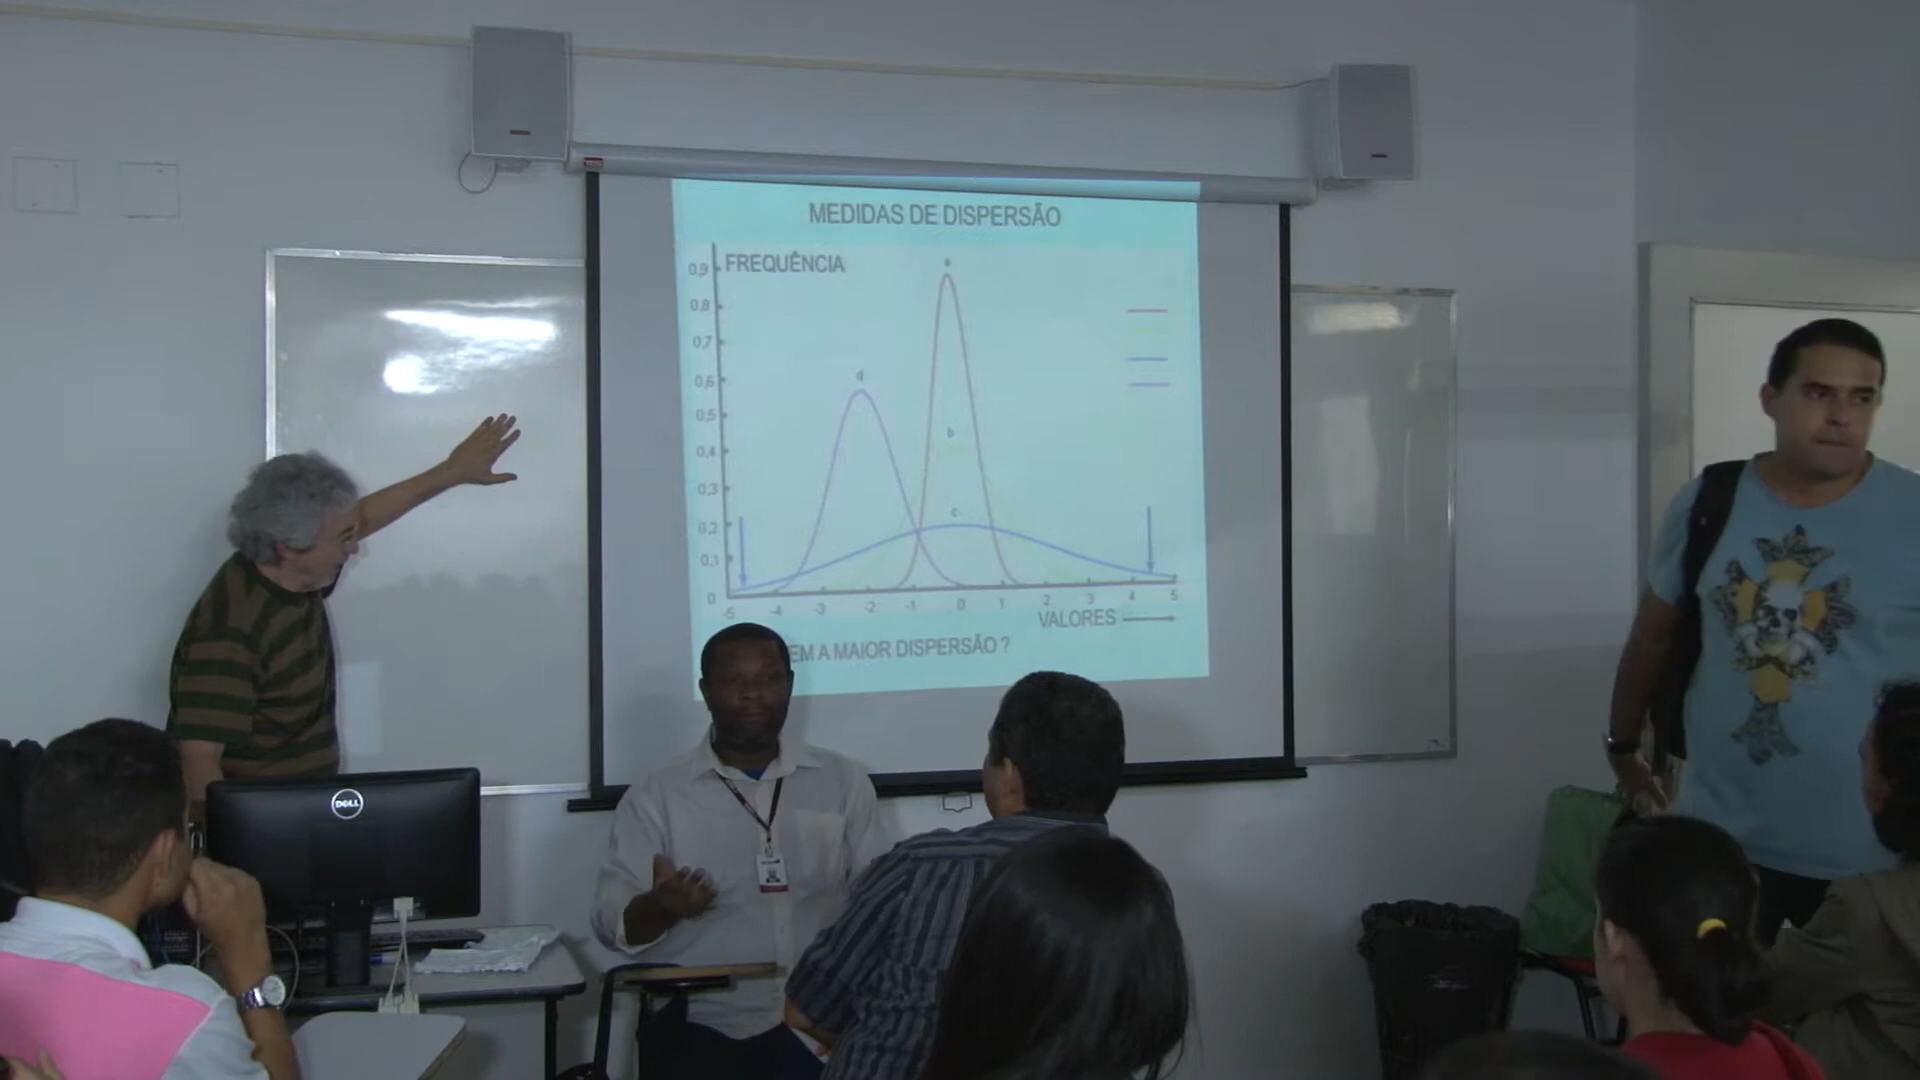 MEDIDAS DE DISPERSÃO
FREQUÊNCIA
0,9
0,8
0,7
0,6
0,5
0,4
0,3
0,2
0,1
0
d
b
c
-5 -4 -3 -2 -1 0 1 2 3 4 5
VALORES
EM A MAIOR DISPERSÃO ?
DELL